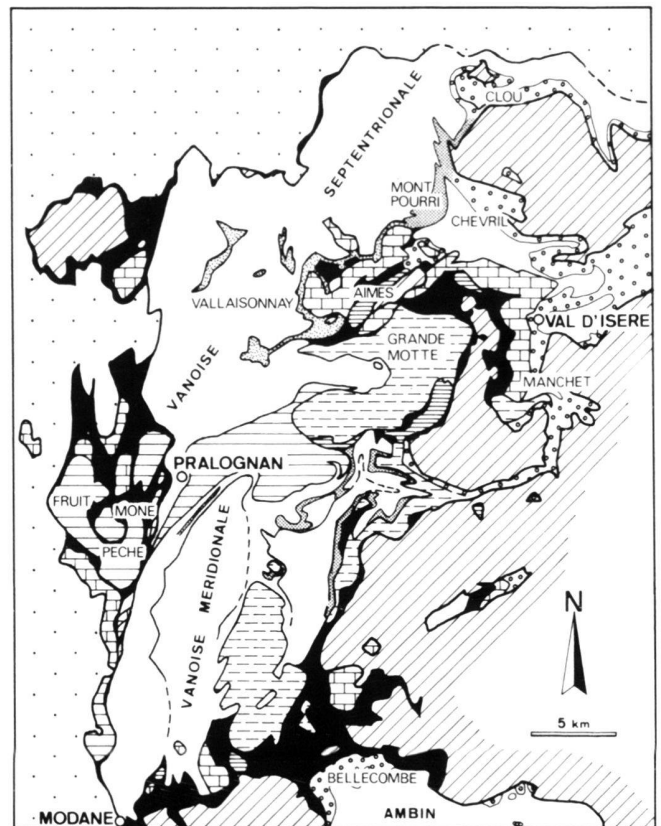 CLOU
SEPTENTRIONALE
MONT
POURRI
CHEVRIL
VALLAISONNAY
AIMES
VAL D'ISERE
GRANDE
MOTTE
VANOISE
MANCHET
PRALOGNAN
FRUIT
MONE
PECHE
VANOISE MERIDIONALE
N
5 km
BELLECOMBE
MODANE
AMBIN